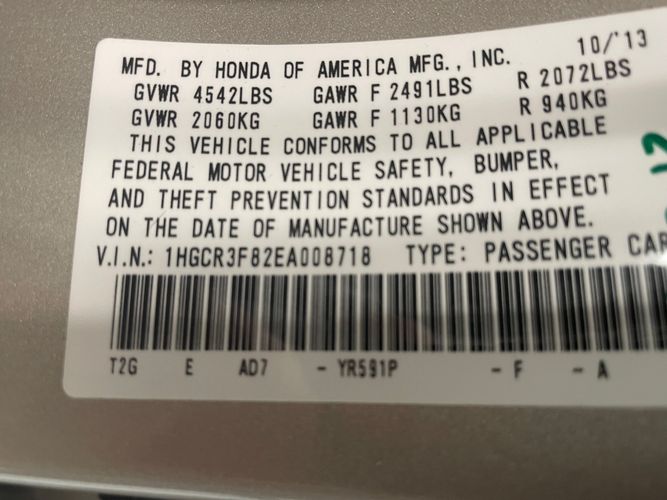 MFD. BY HONDA OF AMERICA MFG., INC. 10/'13
GVWR 4542LBS GAWR F 2491LBS R 2072LBS
GVWR 2060KG GAWR F 1130KG R 940KG
THIS VEHICLE CONFORMS TO ALL APPLICABLE
FEDERAL MOTOR VEHICLE SAFETY, BUMPER,
AND THEFT PREVENTION STANDARDS IN EFFECT
ON THE DATE OF MANUFACTURE SHOWN ABOVE.
V.I.N.: 1HGCR3F82EA008718 TYPE: PASSENGER CAR
T2G E AD7 - YR591P - F - A